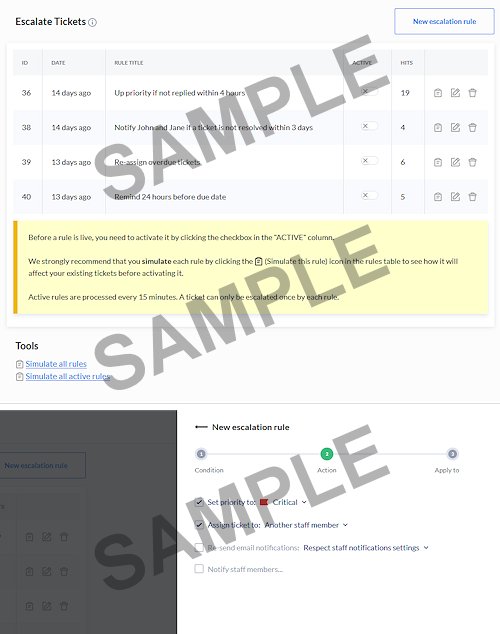 Escalate Tickets
New escalation rule
ID DATE RULE TITLE ACTIVE HITS
36 14 days ago Up priority if not replied within 4 hours 19
38 14 days ago Notify John and Jane if a ticket is not resolved within 3 days 4
39 13 days ago Re-assign overdue tickets 6
40 13 days ago Remind 24 hours before due date 5
SAMPLE
Before a rule is live, you need to activate it by clicking the checkbox in the "ACTIVE" column.
We strongly recommend that you simulate each rule by clicking the (Simulate this rule) icon in the rules table to see how it will
affect your existing tickets before activating it.
Active rules are processed every 15 minutes. A ticket can only be escalated once by each rule.
SAMPLE
Tools
Simulate all rules
Simulate all active rules
New escalation rule
New escalation rule
1 2 3
Condition Action Apply to
Set priority to: Critical
Assign ticket to: Another staff member
Re-send email notifications: Respect staff notifications settings
Notify staff members...
SAMPLE